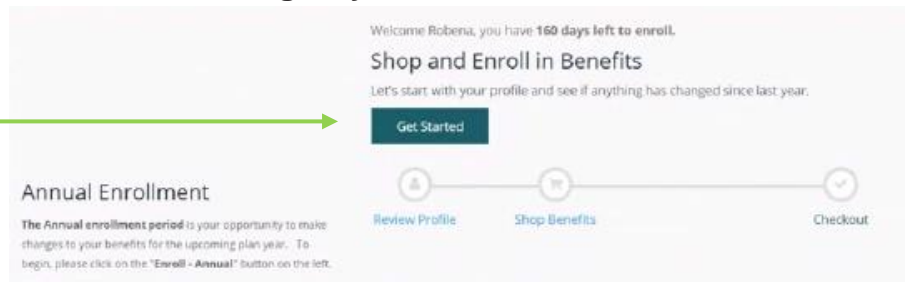 Welcome Robena, you have 160 days left to enroll.
Shop and Enroll in Benefits
Let's start with your profile and see if anything has changed since last year.
Get Started
Review Profile
Shop Benefits
Checkout
Annual Enrollment
The Annual enrollment period is your opportunity to make
changes to your benefits for the upcoming plan year. To
begin, please click on the "Enroll - Annual" button on the left.